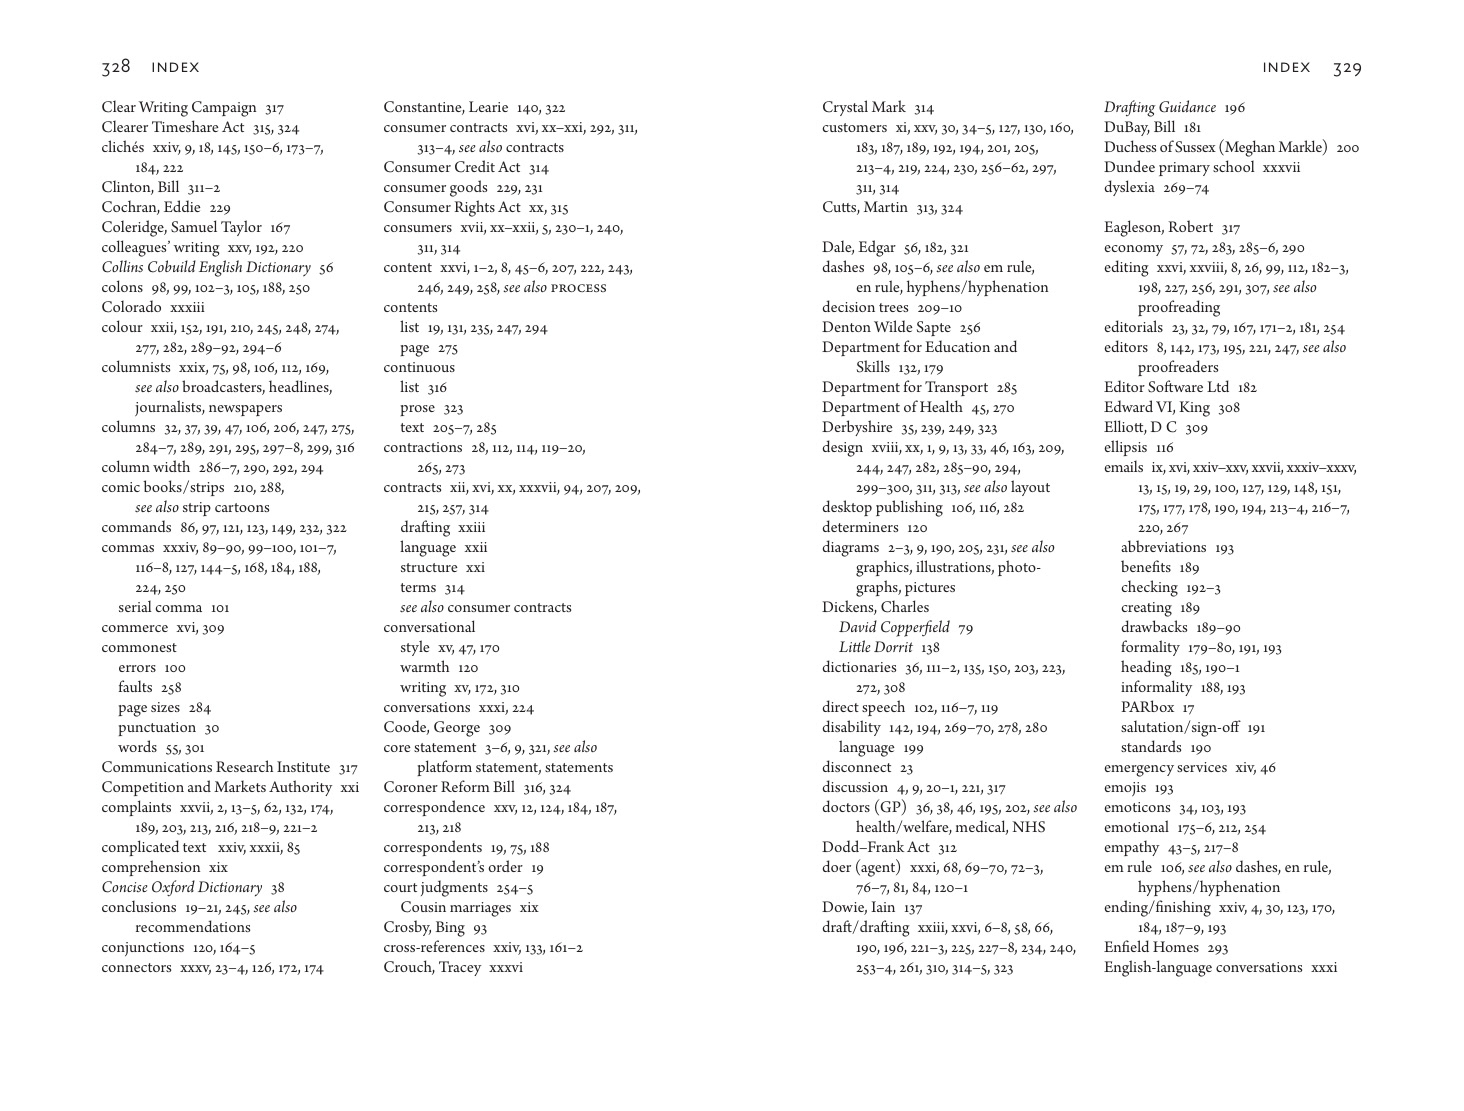 328 INDEX
Clear Writing Campaign 317
Clearer Timeshare Act 315, 324
clichés xxiv, 9, 18, 145, 150–6, 173–7,
184, 222
Clinton, Bill 311–2
Cochran, Eddie 229
Coleridge, Samuel Taylor 167
colleagues’ writing xxv, 192, 220
Collins Cobuild English Dictionary 56
colons 98, 99, 102–3, 105, 188, 250
Colorado xxxiii
colour xxii, 152, 191, 210, 245, 248, 274,
277, 282, 289–92, 294–6
columnists xxix, 75, 98, 106, 112, 169,
see also broadcasters, headlines,
journalists, newspapers
columns 32, 37, 39, 47, 106, 206, 247, 275,
284–7, 289, 291, 295, 297–8, 299, 316
column width 286–7, 290, 292, 294
comic books/strips 210, 288,
see also strip cartoons
commands 86, 97, 121, 123, 149, 232, 322
commas xxxiv, 89–90, 99–100, 101–7,
116–8, 127, 144–5, 168, 184, 188,
224, 250
serial comma 101
commerce xvi, 309
commonest
errors 100
faults 258
page sizes 284
punctuation 30
words 55, 301
Communications Research Institute 317
Competition and Markets Authority xxi
complaints xxvii, 2, 13–5, 62, 132, 174,
189, 203, 213, 216, 218–9, 221–2
complicated text xxiv, xxxii, 85
comprehension xix
Concise Oxford Dictionary 38
conclusions 19–21, 245, see also
recommendations
conjunctions 120, 164–5
connectors xxxv, 23–4, 126, 172, 174
Constantine, Learie 140, 322
consumer contracts xvi, xx–xxi, 292, 311,
313–4, see also contracts
Consumer Credit Act 314
consumer goods 229, 231
Consumer Rights Act xx, 315
consumers xvii, xx–xxii, 5, 230–1, 240,
311, 314
content xxvi, 1–2, 8, 45–6, 207, 222, 243,
246, 249, 258, see also PROCESS
contents
list 19, 131, 235, 247, 294
page 275
continuous
list 316
prose 323
text 205–7, 285
contractions 28, 112, 114, 119–20,
265, 273
contracts xii, xvi, xx, xxxvii, 94, 207, 209,
215, 257, 314
drafting xxiii
language xxii
structure xxi
terms 314
see also consumer contracts
conversational
style xv, 47, 170
warmth 120
writing xv, 172, 310
conversations xxxi, 224
Coode, George 309
core statement 3–6, 9, 321, see also
platform statement, statements
Coroner Reform Bill 316, 324
correspondence xxv, 12, 124, 184, 187,
213, 218
correspondents 19, 75, 188
correspondent’s order 19
court judgments 254–5
Cousin marriages xix
Crosby, Bing 93
cross-references xxiv, 133, 161–2
Crouch, Tracey xxxvi
INDEX 329
Crystal Mark 314
customers xi, xxv, 30, 34–5, 127, 130, 160,
183, 187, 189, 192, 194, 201, 205,
213–4, 219, 224, 230, 256–62, 297,
311, 314
Cutts, Martin 313, 324
Dale, Edgar 56, 182, 321
dashes 98, 105–6, see also em rule,
en rule, hyphens/hyphenation
decision trees 209–10
Denton Wilde Sapte 256
Department for Education and
Skills 132, 179
Department for Transport 285
Department of Health 45, 270
Derbyshire 35, 239, 249, 323
design xviii, xx, 1, 9, 13, 33, 46, 163, 209,
244, 247, 282, 285–90, 294,
299–300, 311, 313, see also layout
desktop publishing 106, 116, 282
determiners 120
diagrams 2–3, 9, 190, 205, 231, see also
graphics, illustrations, photo-
graphs, pictures
Dickens, Charles
David Copperfield 79
Little Dorrit 138
dictionaries 36, 111–2, 135, 150, 203, 223,
272, 308
direct speech 102, 116–7, 119
disability 142, 194, 269–70, 278, 280
language 199
disconnect 23
discussion 4, 9, 20–1, 221, 317
doctors (GP) 36, 38, 46, 195, 202, see also
health/welfare, medical, NHS
Dodd–Frank Act 312
doer (agent) xxxi, 68, 69–70, 72–3,
76–7, 81, 84, 120–1
Dowie, Iain 137
draft/drafting xxiii, xxvi, 6–8, 58, 66,
190, 196, 221–3, 225, 227–8, 234, 240,
253–4, 261, 310, 314–5, 323
Drafting Guidance 196
DuBay, Bill 181
Duchess of Sussex (Meghan Markle) 200
Dundee primary school xxxvii
dyslexia 269–74
Eagleson, Robert 317
economy 57, 72, 283, 285–6, 290
editing xxvi, xxviii, 8, 26, 99, 112, 182–3,
198, 227, 256, 291, 307, see also
proofreading
editorials 23, 32, 79, 167, 171–2, 181, 254
editors 8, 142, 173, 195, 221, 247, see also
proofreaders
Editor Software Ltd 182
Edward VI, King 308
Elliott, D C 309
ellipsis 116
emails ix, xvi, xxiv–xxv, xxvii, xxxiv–xxxv,
13, 15, 19, 29, 100, 127, 129, 148, 151,
175, 177, 178, 190, 194, 213–4, 216–7,
220, 267
abbreviations 193
benefits 189
checking 192–3
creating 189
drawbacks 189–90
formality 179–80, 191, 193
heading 185, 190–1
informality 188, 193
PARbox 17
salutation/sign-off 191
standards 190
emergency services xiv, 46
emojis 193
emoticons 34, 103, 193
emotional 175–6, 212, 254
empathy 43–5, 217–8
em rule 106, see also dashes, en rule,
hyphens/hyphenation
ending/finishing xxiv, 4, 30, 123, 170,
184, 187–9, 193
Enfield Homes 293
English-language conversations xxxi